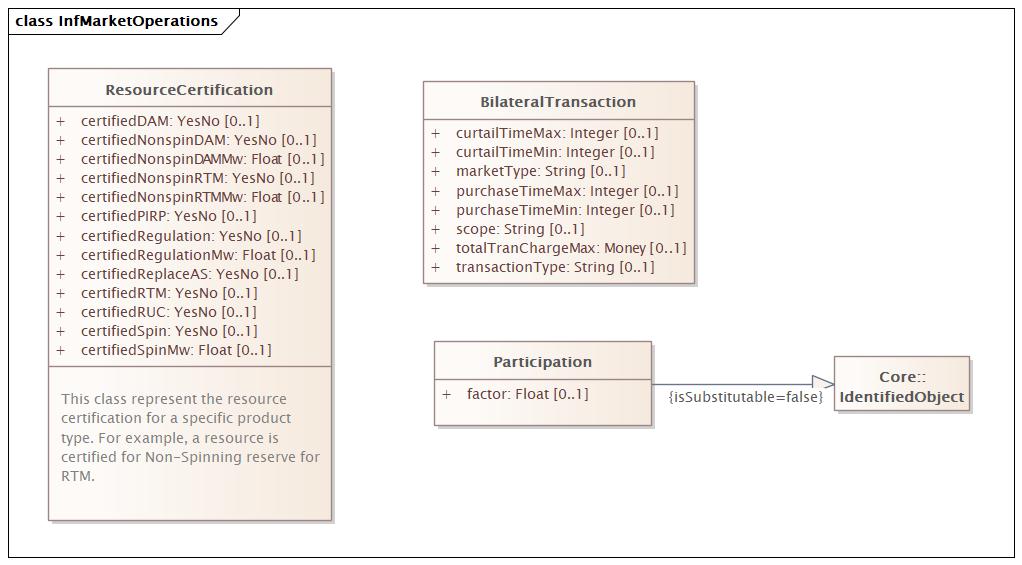 class InfMarketOperations
ResourceCertification
+ certifiedDAM: YesNo [0..1]
+ certifiedNonspinDAM: YesNo [0..1]
+ certifiedNonspinDAMMw: Float [0..1]
+ certifiedNonspinRTM: YesNo [0..1]
+ certifiedNonspinRTMMw: Float [0..1]
+ certifiedPIRP: YesNo [0..1]
+ certifiedRegulation: YesNo [0..1]
+ certifiedRegulationMw: Float [0..1]
+ certifiedReplaceAS: YesNo [0..1]
+ certifiedRTM: YesNo [0..1]
+ certifiedRUC: YesNo [0..1]
+ certifiedSpin: YesNo [0..1]
+ certifiedSpinMw: Float [0..1]
This class represent the resource
certification for a specific product
type. For example, a resource is
certified for Non-Spinning reserve for
RTM.
BilateralTransaction
+ curtailTimeMax: Integer [0..1]
+ curtailTimeMin: Integer [0..1]
+ marketType: String [0..1]
+ purchaseTimeMax: Integer [0..1]
+ purchaseTimeMin: Integer [0..1]
+ scope: String [0..1]
+ totalTranChargeMax: Money [0..1]
+ transactionType: String [0..1]
Participation
+ factor: Float [0..1]
{isSubstitutable=false}
Core::
IdentifiedObject